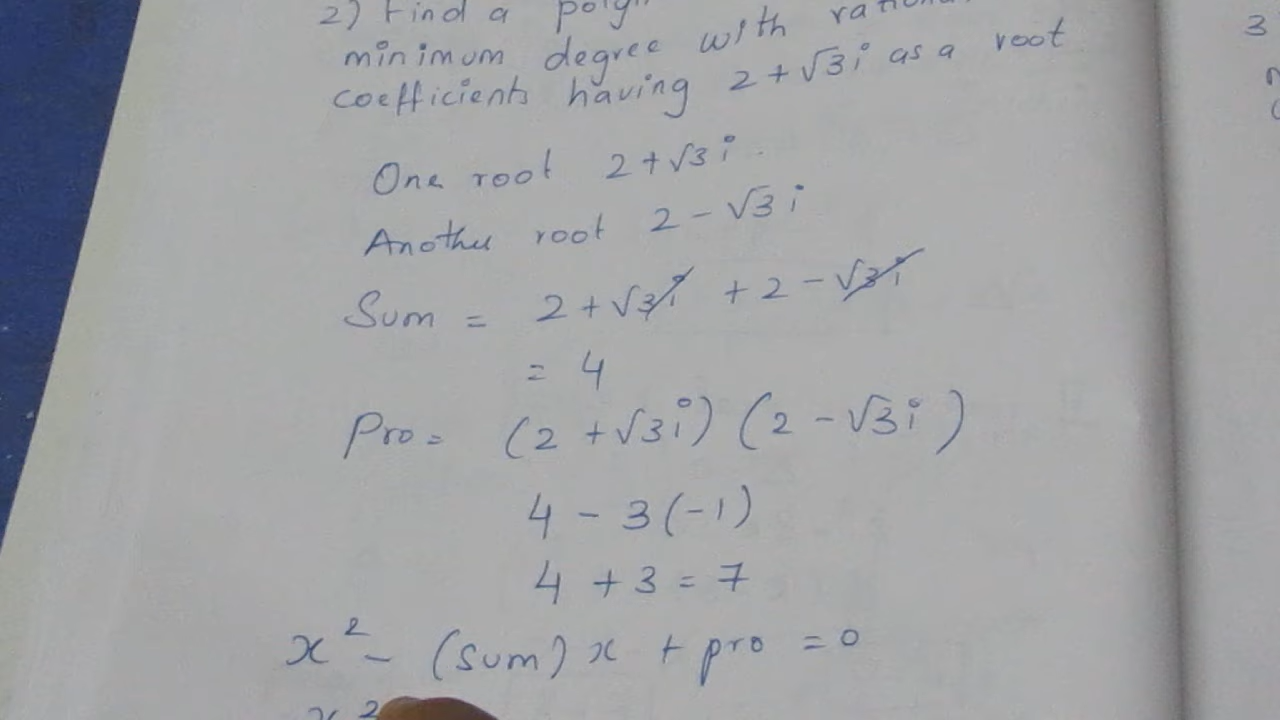 2) Find a
minimum degree with
coefficients having 2 + √3i as a root
One root 2 + √3i.
Another root 2 - √3i
Sum = 2 + √3i + 2 - √3i
= 4
Pro = (2 + √3i) (2 - √3i)
4 - 3(-1)
4 + 3 = 7
x² - (sum) x + pro = 0
x²
3